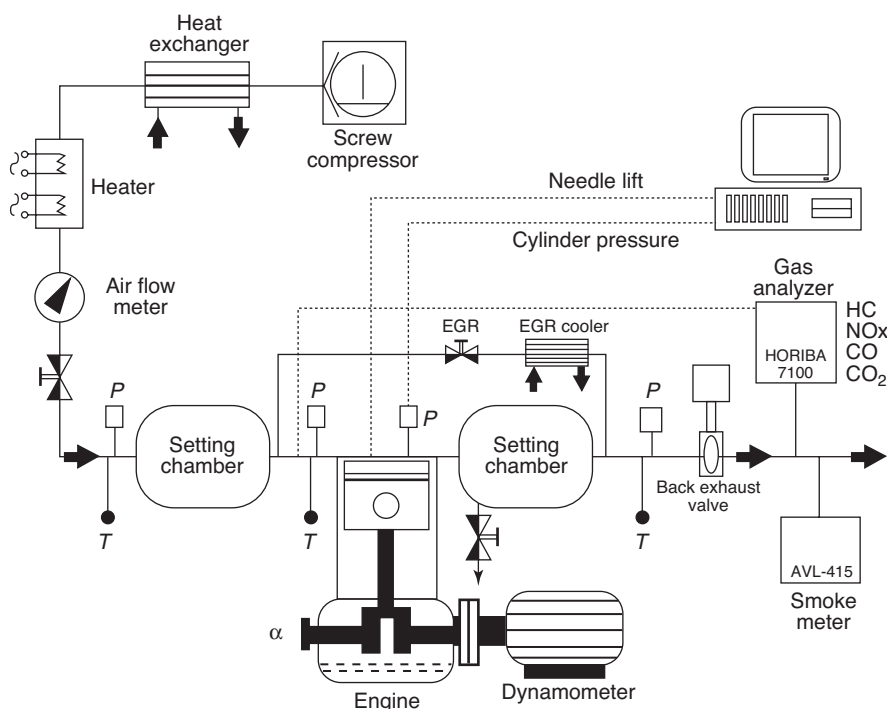 Heat
exchanger
Screw
compressor
Heater
Needle lift
Cylinder pressure
Air flow
meter
Gas
analyzer
HORIBA
7100
HC
NOx
CO
CO₂
EGR
EGR cooler
P
P
P
P
Setting
chamber
Setting
chamber
Back exhaust
valve
T
T
T
AVL-415
Smoke
meter
α
Engine
Dynamometer